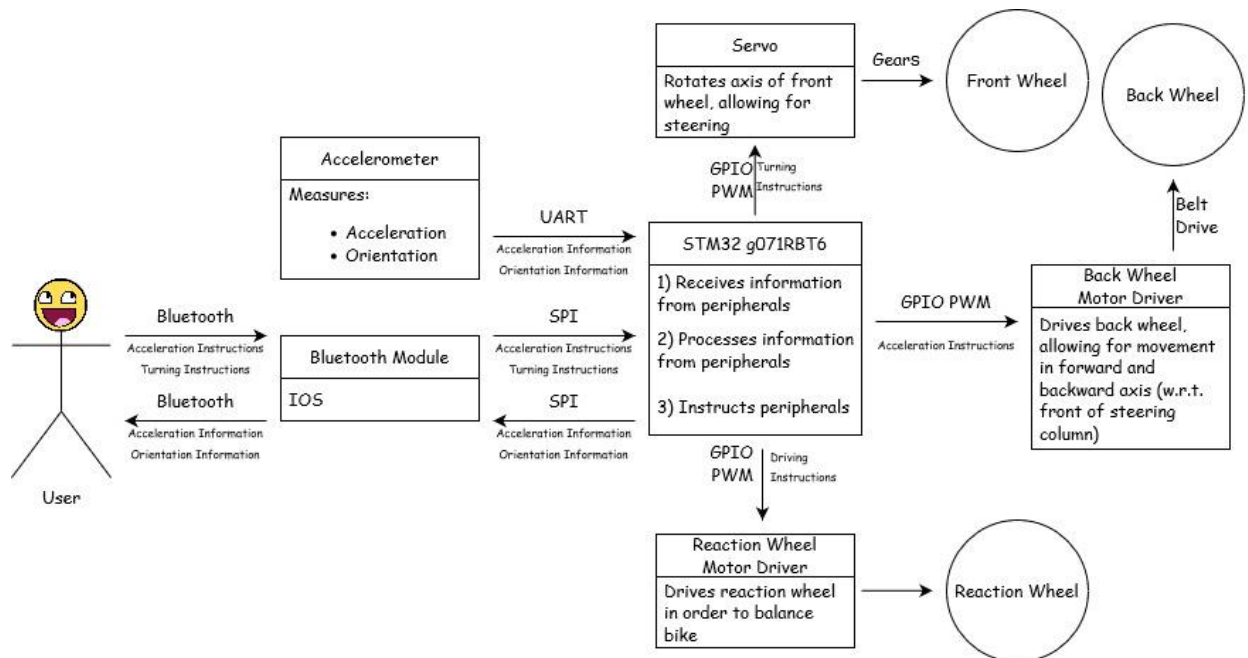 Servo
Rotates axis of front
wheel, allowing for
steering
Gears
Front Wheel
Back Wheel
Accelerometer
Measures:
• Acceleration
• Orientation
UART
Acceleration Information
Orientation Information
GPIO
PWM
Turning
Instructions
STM32 g071RBT6
1) Receives information
from peripherals
2) Processes information
from peripherals
3) Instructs peripherals
Belt
Drive
GPIO PWM
Acceleration Instructions
Back Wheel
Motor Driver
Drives back wheel,
allowing for movement
in forward and
backward axis (w.r.t.
front of steering
column)
Bluetooth
Acceleration Instructions
Turning Instructions
Bluetooth
Acceleration Information
Orientation Information
User
Bluetooth Module
IOS
SPI
Acceleration Instructions
Turning Instructions
SPI
Acceleration Information
Orientation Information
GPIO
PWM
Driving
Instructions
Reaction Wheel
Motor Driver
Drives reaction wheel
in order to balance
bike
Reaction Wheel